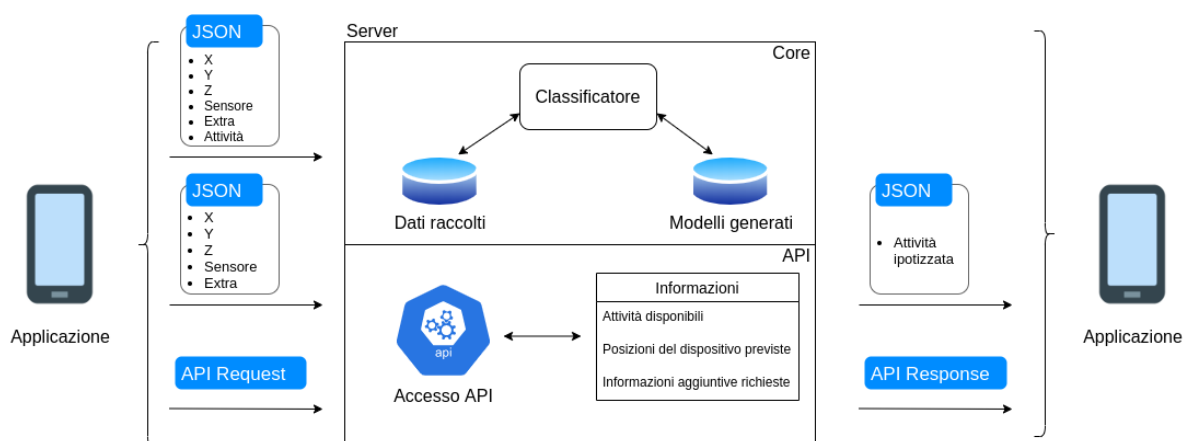 Server
JSON
X
Y
Z
Sensore
Extra
Attività
Core
Classificatore
Dati raccolti
Modelli generati
JSON
X
Y
Z
Sensore
Extra
JSON
Attività
ipotizzata
Applicazione
Applicazione
API
api
Accesso API
Informazioni
Attività disponibili
Posizioni del dispositivo previste
Informazioni aggiuntive richieste
API Request
API Response